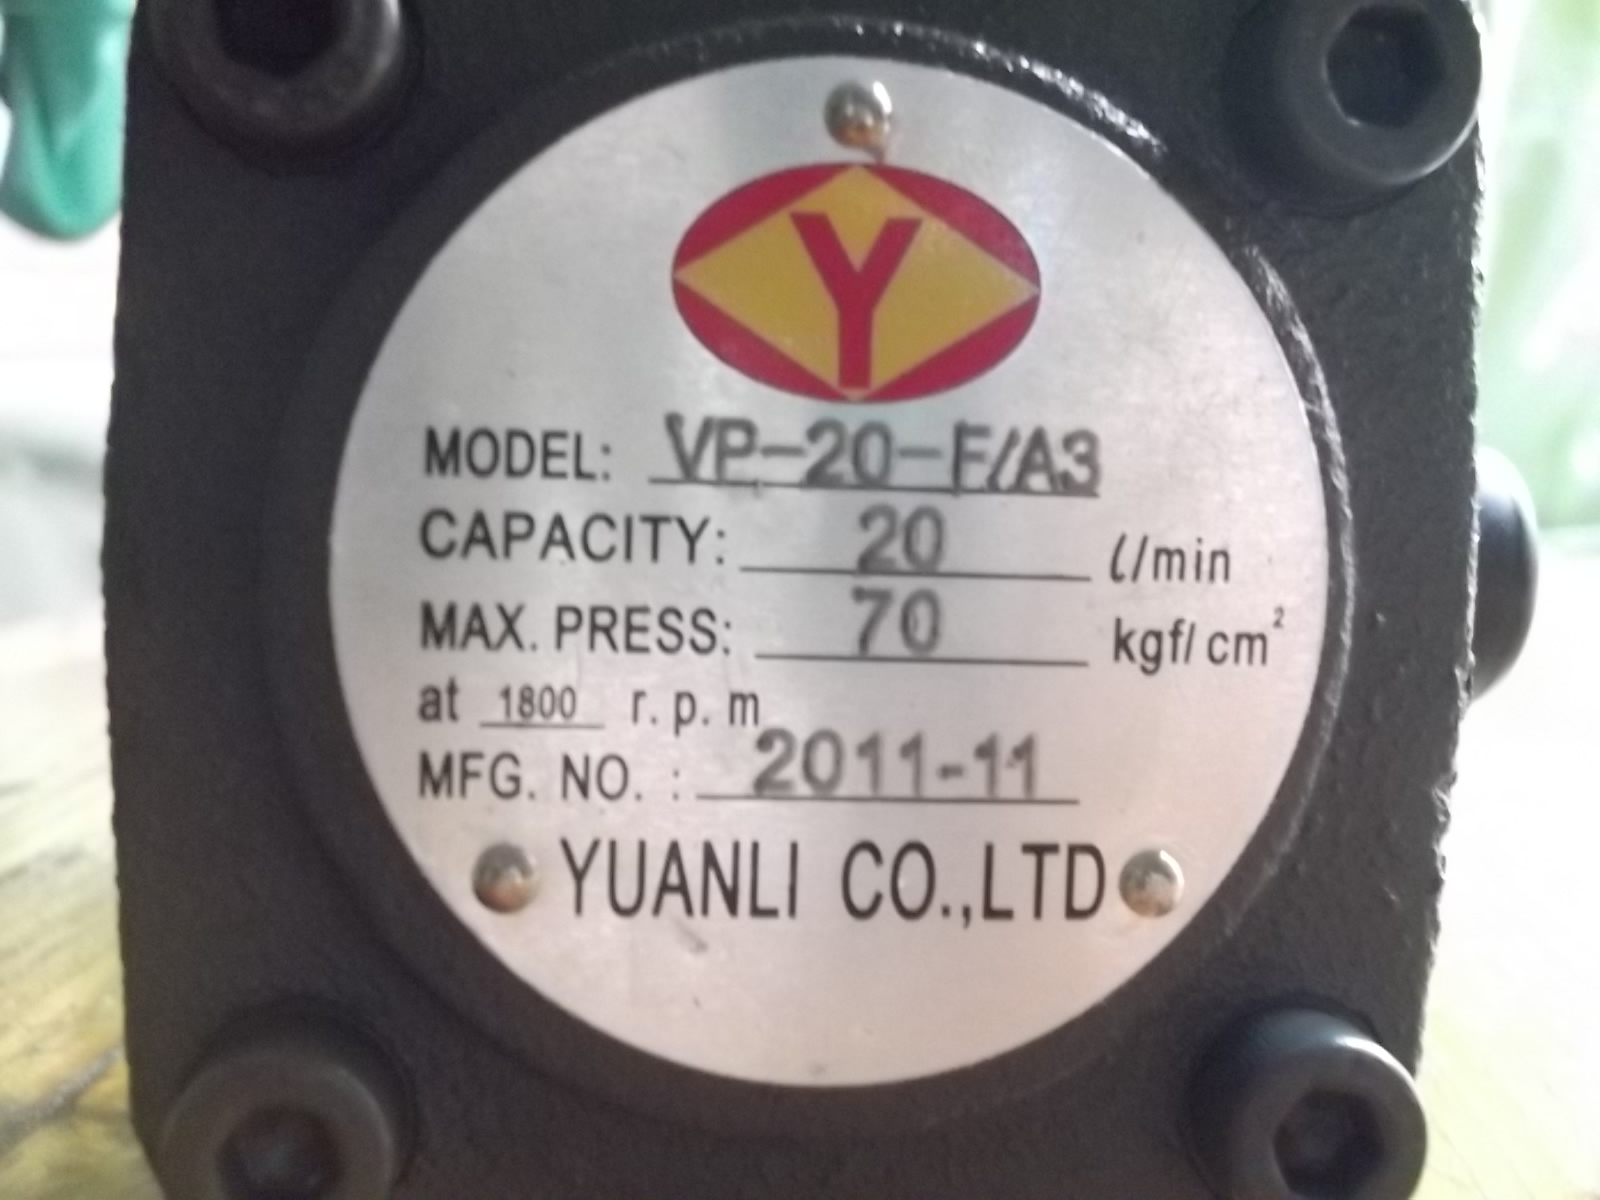 Y
MODEL: VP-20-F/A3
CAPACITY: 20 l/min
MAX. PRESS: 70 kgf/cm²
at 1800 r.p.m
MFG. NO. : 2011-11
YUANLI CO.,LTD